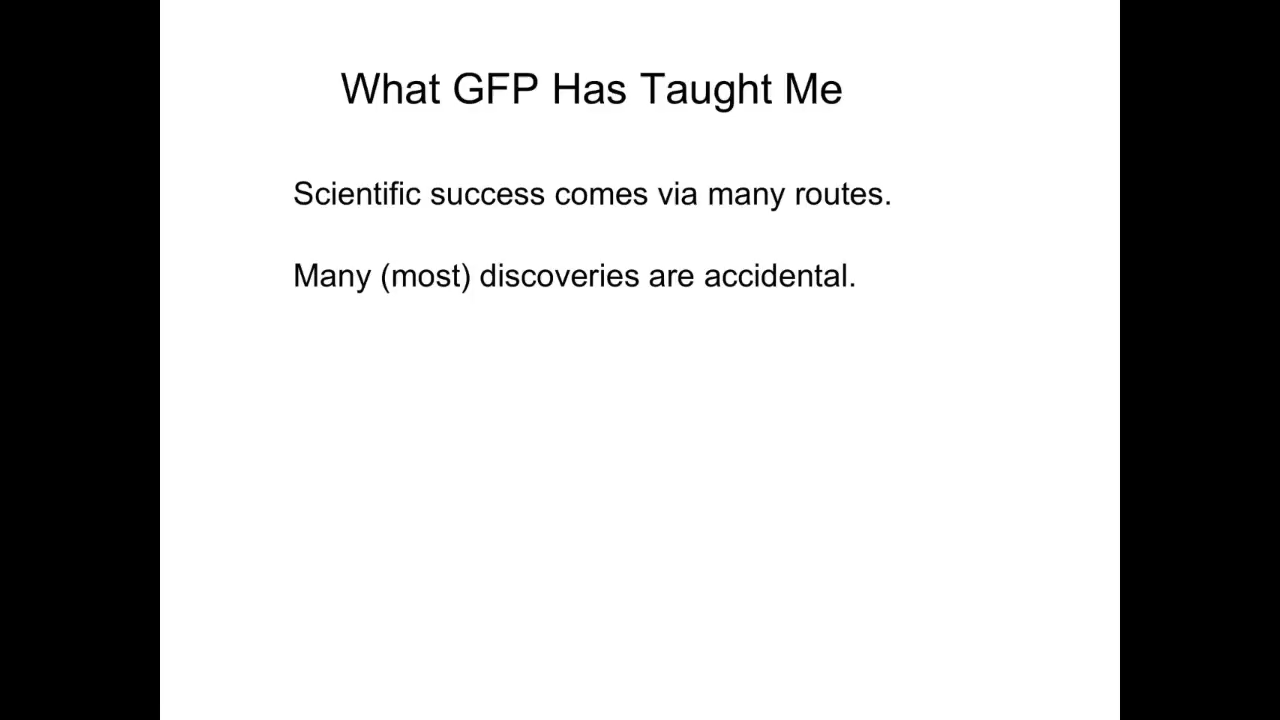 What GFP Has Taught Me
Scientific success comes via many routes.
Many (most) discoveries are accidental.